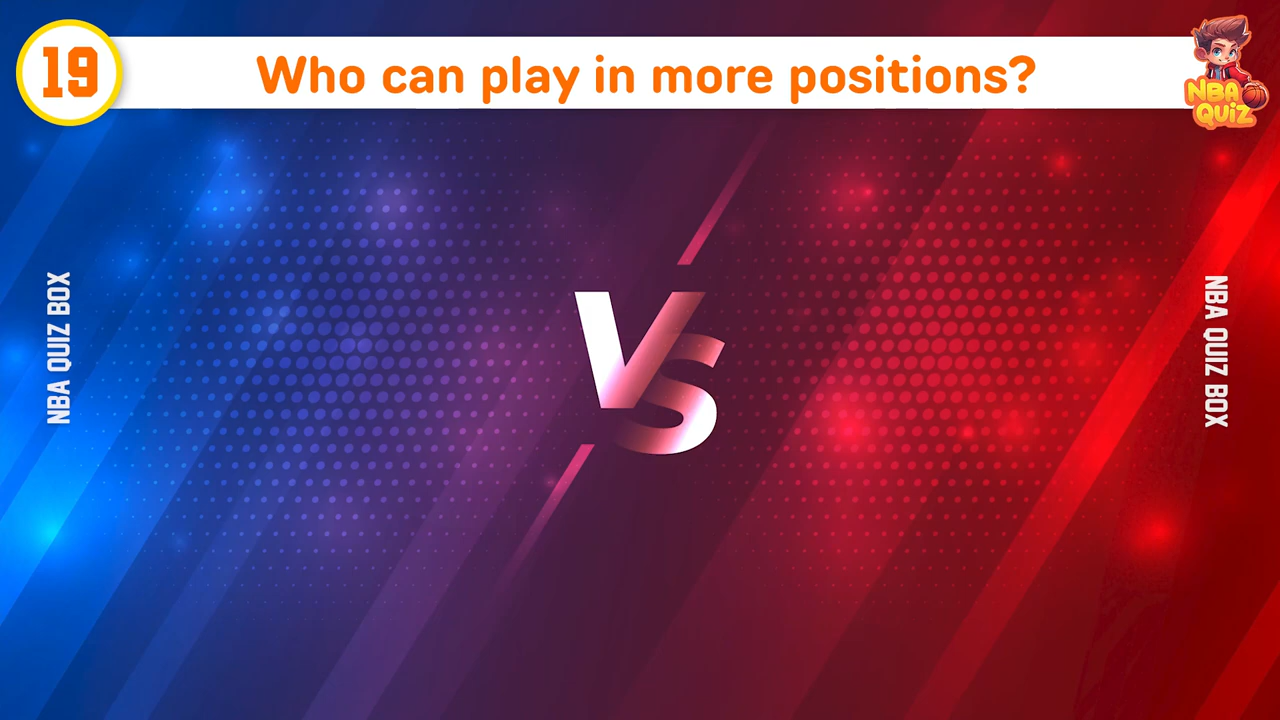 19
Who can play in more positions?
NBA
QUIZ
NBA QUIZ BOX
VS
NBA QUIZ BOX